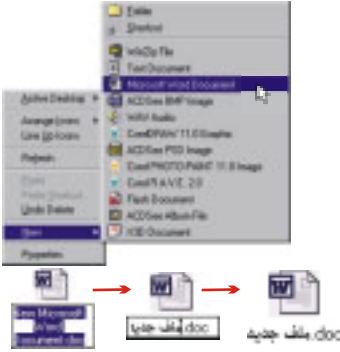 Folder
Shortcut
WinZip File
Text Document
Microsoft Word Document
ACDSee BMP Image
WAV Audio
CorelDRAW 11.0 Graphic
ACDSee PSD Image
Corel PHOTO-PAINT 11.0 Image
Corel R.A.V.E. 2.0
Flash Document
ACDSee Album File
V3D Document
Active Desktop
Arrange Icons
Line Up Icons
Refresh
Paste
Paste Shortcut
Undo Delete
New
Properties
New Microsoft
Word
Document.doc
ملف جديد.doc
ملف جديد.doc